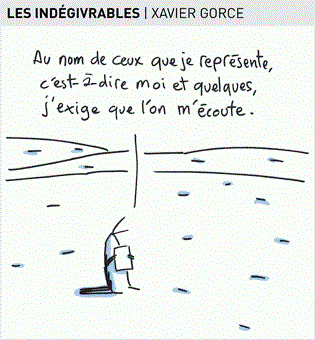 LES INDÉGIVRABLES | XAVIER GORCE
Au nom de ceux que je représente,
c'est-à-dire moi et quelques,
j'exige que l'on m'écoute.